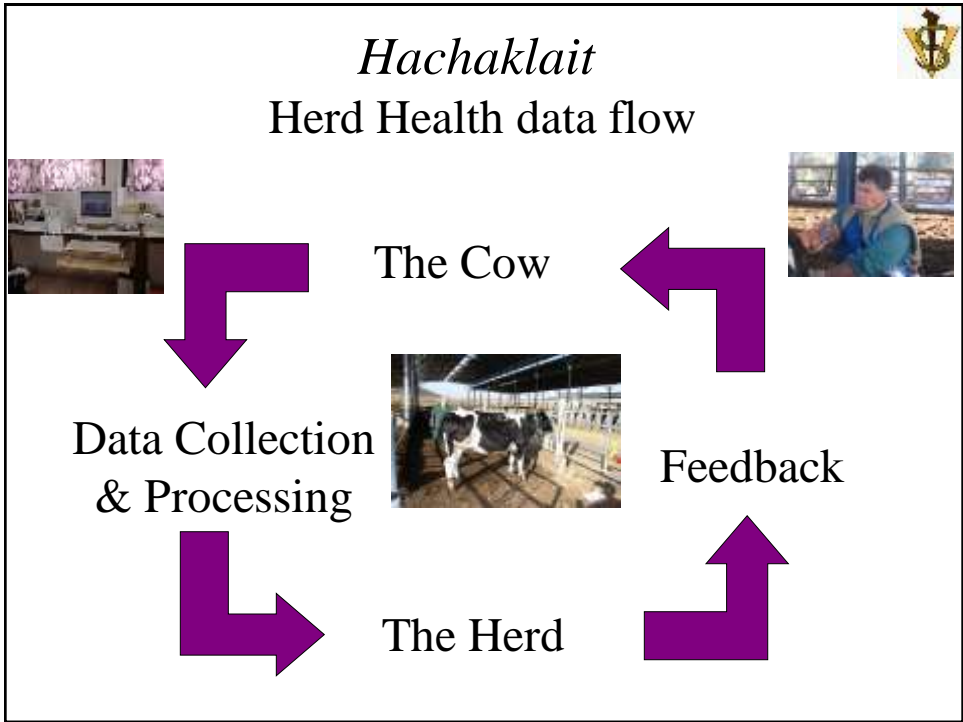 Hachaklait
Herd Health data flow
The Cow
Data Collection
& Processing
Feedback
The Herd